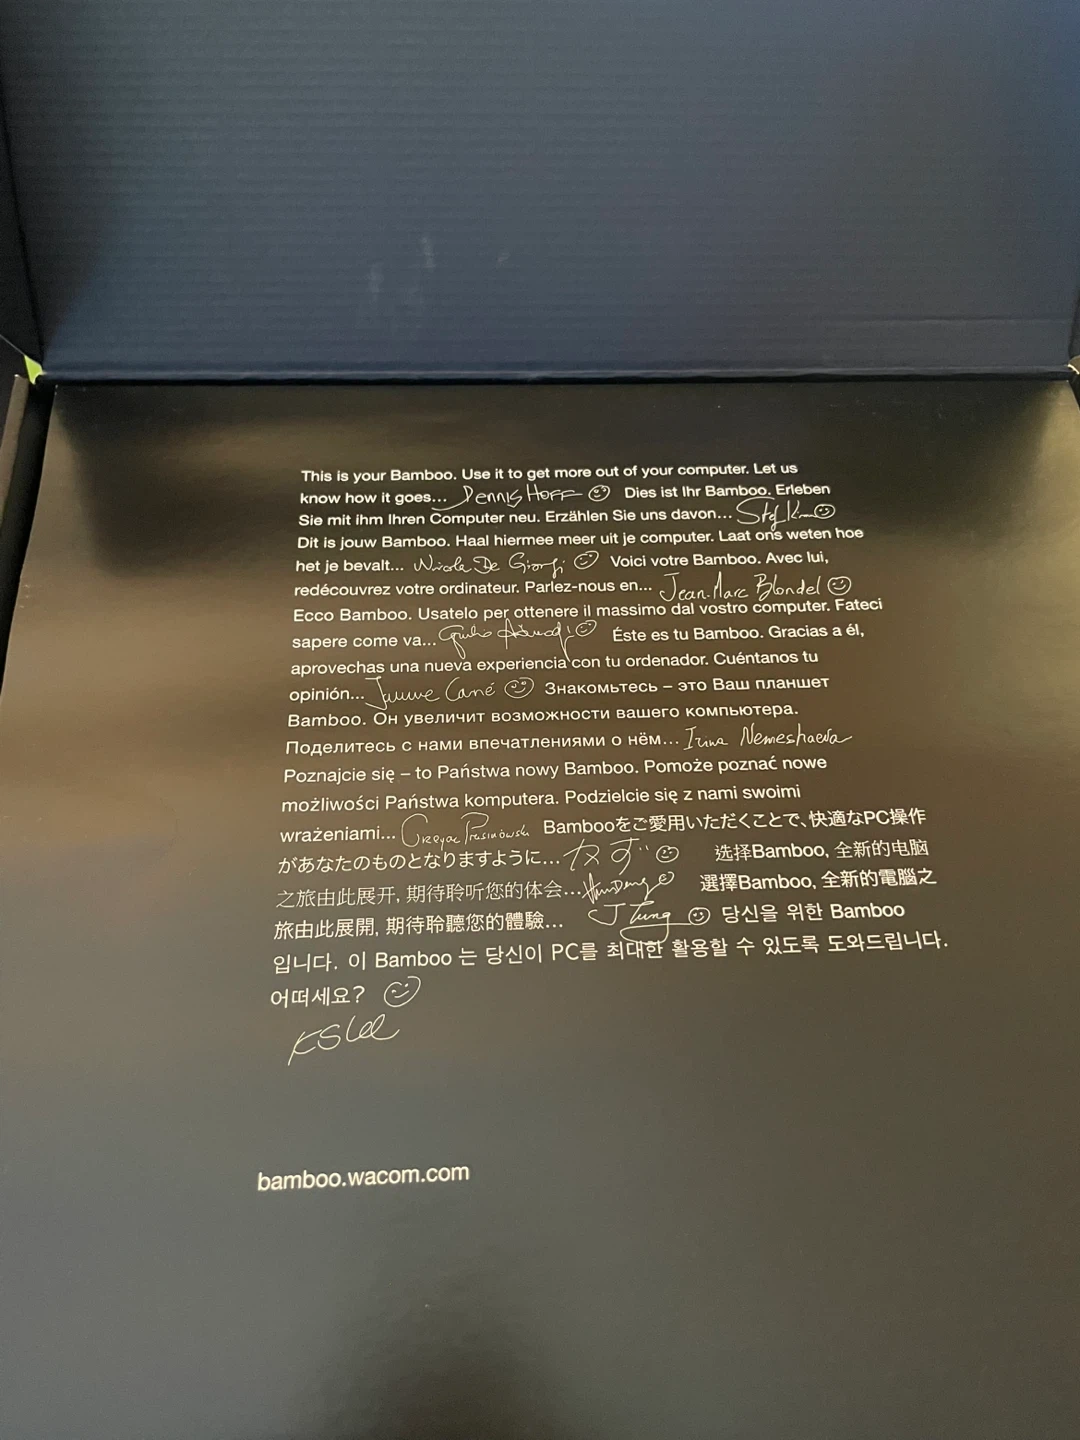 This is your Bamboo. Use it to get more out of your computer. Let us
know how it goes... Dennis Hoff Dies ist Ihr Bamboo. Erleben
Sie mit ihm Ihren Computer neu. Erzählen Sie uns davon...
Dit is jouw Bamboo. Haal hiermee meer uit je computer. Laat ons weten hoe
het je bevalt... Nicola De Giorgi Voici votre Bamboo. Avec lui,
redécouvrez votre ordinateur. Parlez-nous en... Jean-Marc Blondel
Ecco Bamboo. Usatelo per ottenere il massimo dal vostro computer. Fateci
sapere come va... Éste es tu Bamboo. Gracias a él,
aprovechas una nueva experiencia con tu ordenador. Cuéntanos tu
opinión... Знакомьтесь – это Ваш планшет
Bamboo. Он увеличит возможности вашего компьютера.
Поделитесь с нами впечатлениями о нём... Irina Nemeshaeva
Poznajcie się – to Państwa nowy Bamboo. Pomoże poznać nowe
możliwości Państwa komputera. Podzielcie się z nami swoimi
wrażeniami... Bambooをご愛用いただくことで、快適なPC操作
があなたのものとなりますように... 选择Bamboo, 全新的电脑
之旅由此展开, 期待聆听您的体会... 選擇Bamboo, 全新的電腦之
旅由此展開, 期待聆聽您的體驗... J Tung 당신을 위한 Bamboo
입니다. 이 Bamboo 는 당신이 PC를 최대한 활용할 수 있도록 도와드립니다.
어떠세요?
KS Lee
bamboo.wacom.com